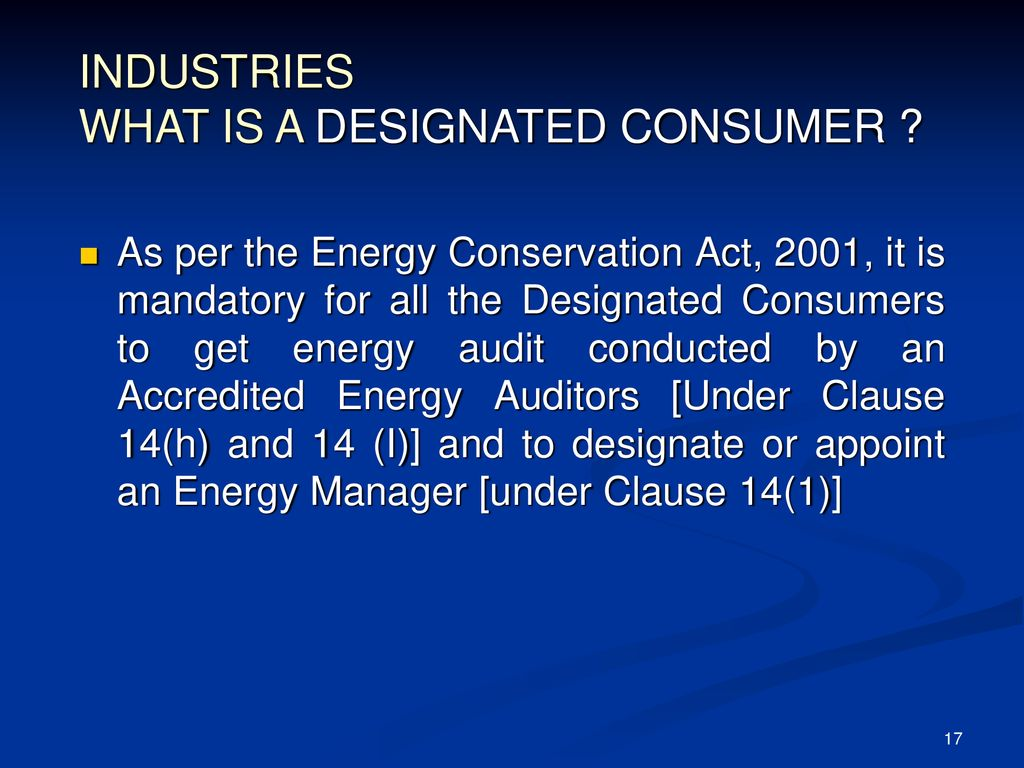 INDUSTRIES
WHAT IS A DESIGNATED CONSUMER ?
As per the Energy Conservation Act, 2001, it is
mandatory for all the Designated Consumers
to get energy audit conducted by an
Accredited Energy Auditors [Under Clause
14(h) and 14 (I)] and to designate or appoint
an Energy Manager [under Clause 14(1)]
17